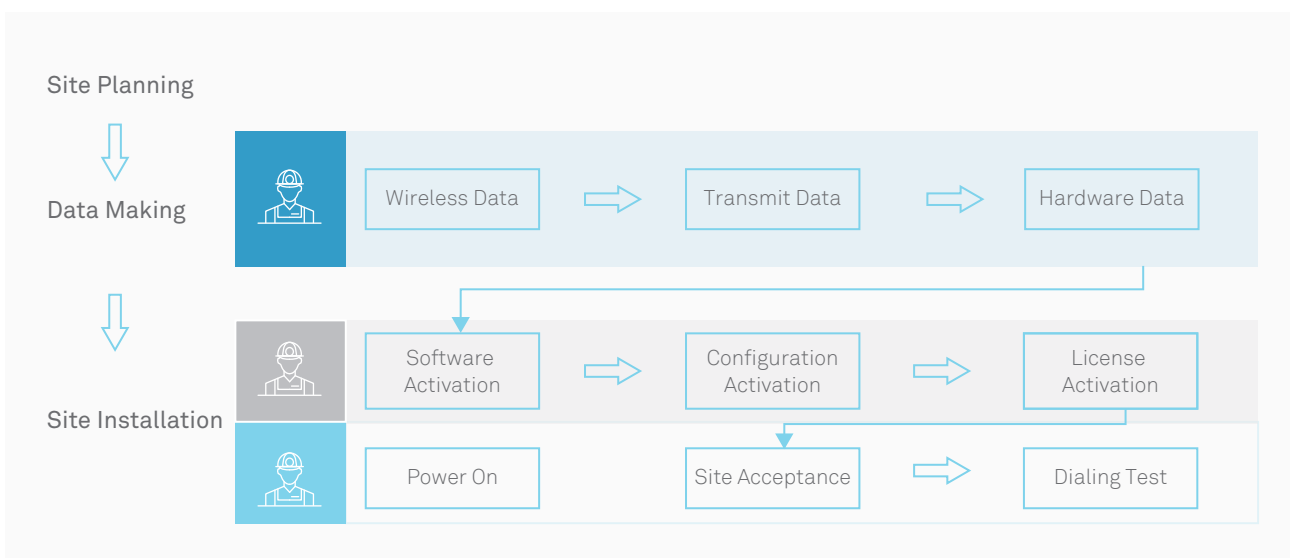 Site Planning
Data Making
Wireless Data
Transmit Data
Hardware Data
Site Installation
Software
Activation
Configuration
Activation
License
Activation
Power On
Site Acceptance
Dialing Test